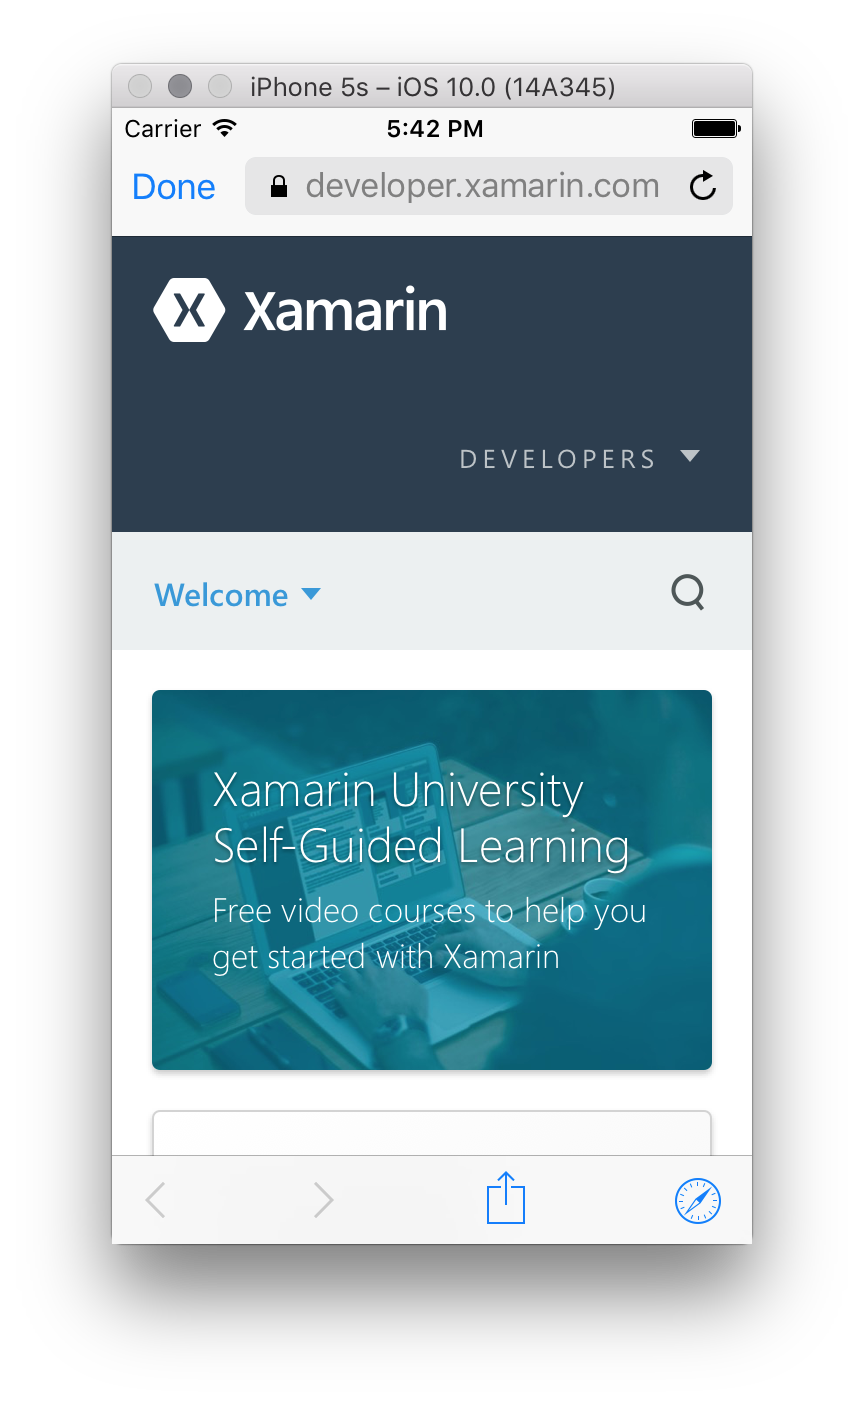 iPhone 5s – iOS 10.0 (14A345)
Carrier 5:42 PM
Done developer.xamarin.com
Xamarin
DEVELOPERS
Welcome
Xamarin University
Self-Guided Learning
Free video courses to help you
get started with Xamarin